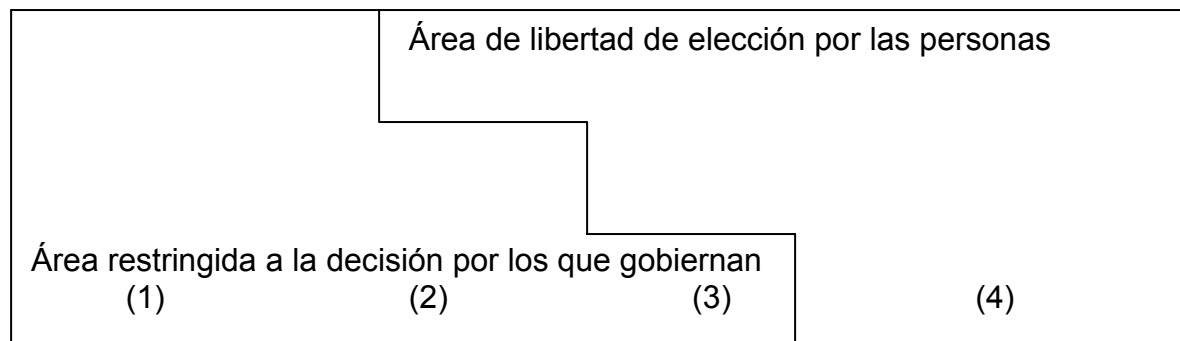 Área de libertad de elección por las personas
Área restringida a la decisión por los que gobiernan
(1) (2) (3) (4)